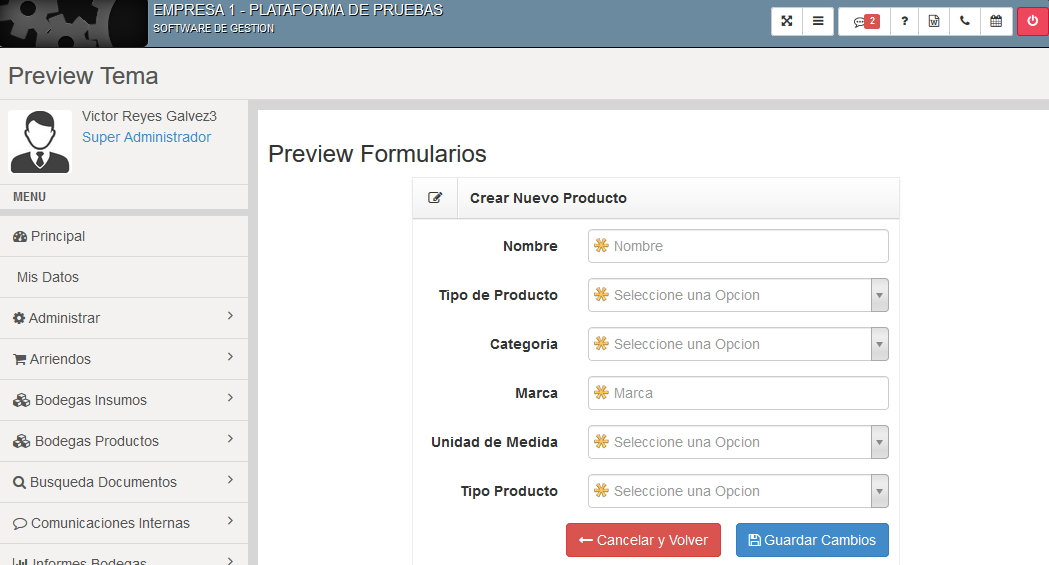 EMPRESA 1 - PLATAFORMA DE PRUEBAS
SOFTWARE DE GESTION
2
?
Preview Tema
Victor Reyes Galvez3
Super Administrador
MENU
Principal
Mis Datos
Administrar
Arriendos
Bodegas Insumos
Bodegas Productos
Busqueda Documentos
Comunicaciones Internas
Informes Bodegas
Preview Formularios
Crear Nuevo Producto
Nombre Nombre
Tipo de Producto Seleccione una Opcion
Categoria Seleccione una Opcion
Marca Marca
Unidad de Medida Seleccione una Opcion
Tipo Producto Seleccione una Opcion
Cancelar y Volver Guardar Cambios